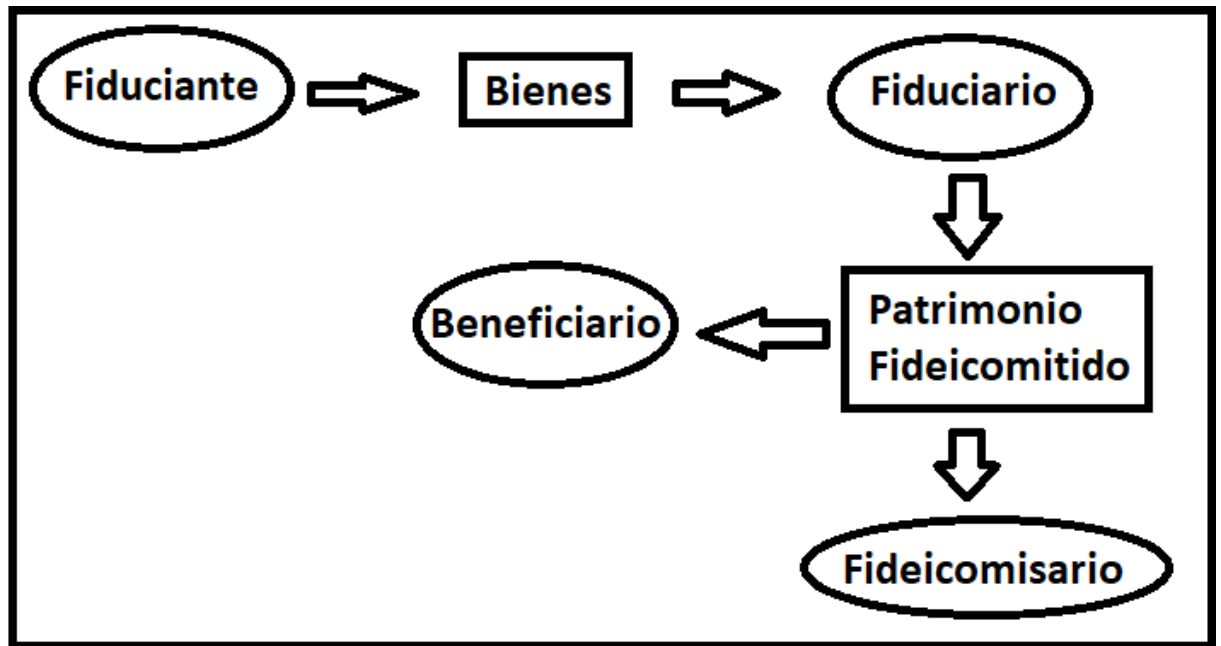 Fiduciante
Bienes
Fiduciario
Beneficiario
Patrimonio
Fideicomitido
Fideicomisario